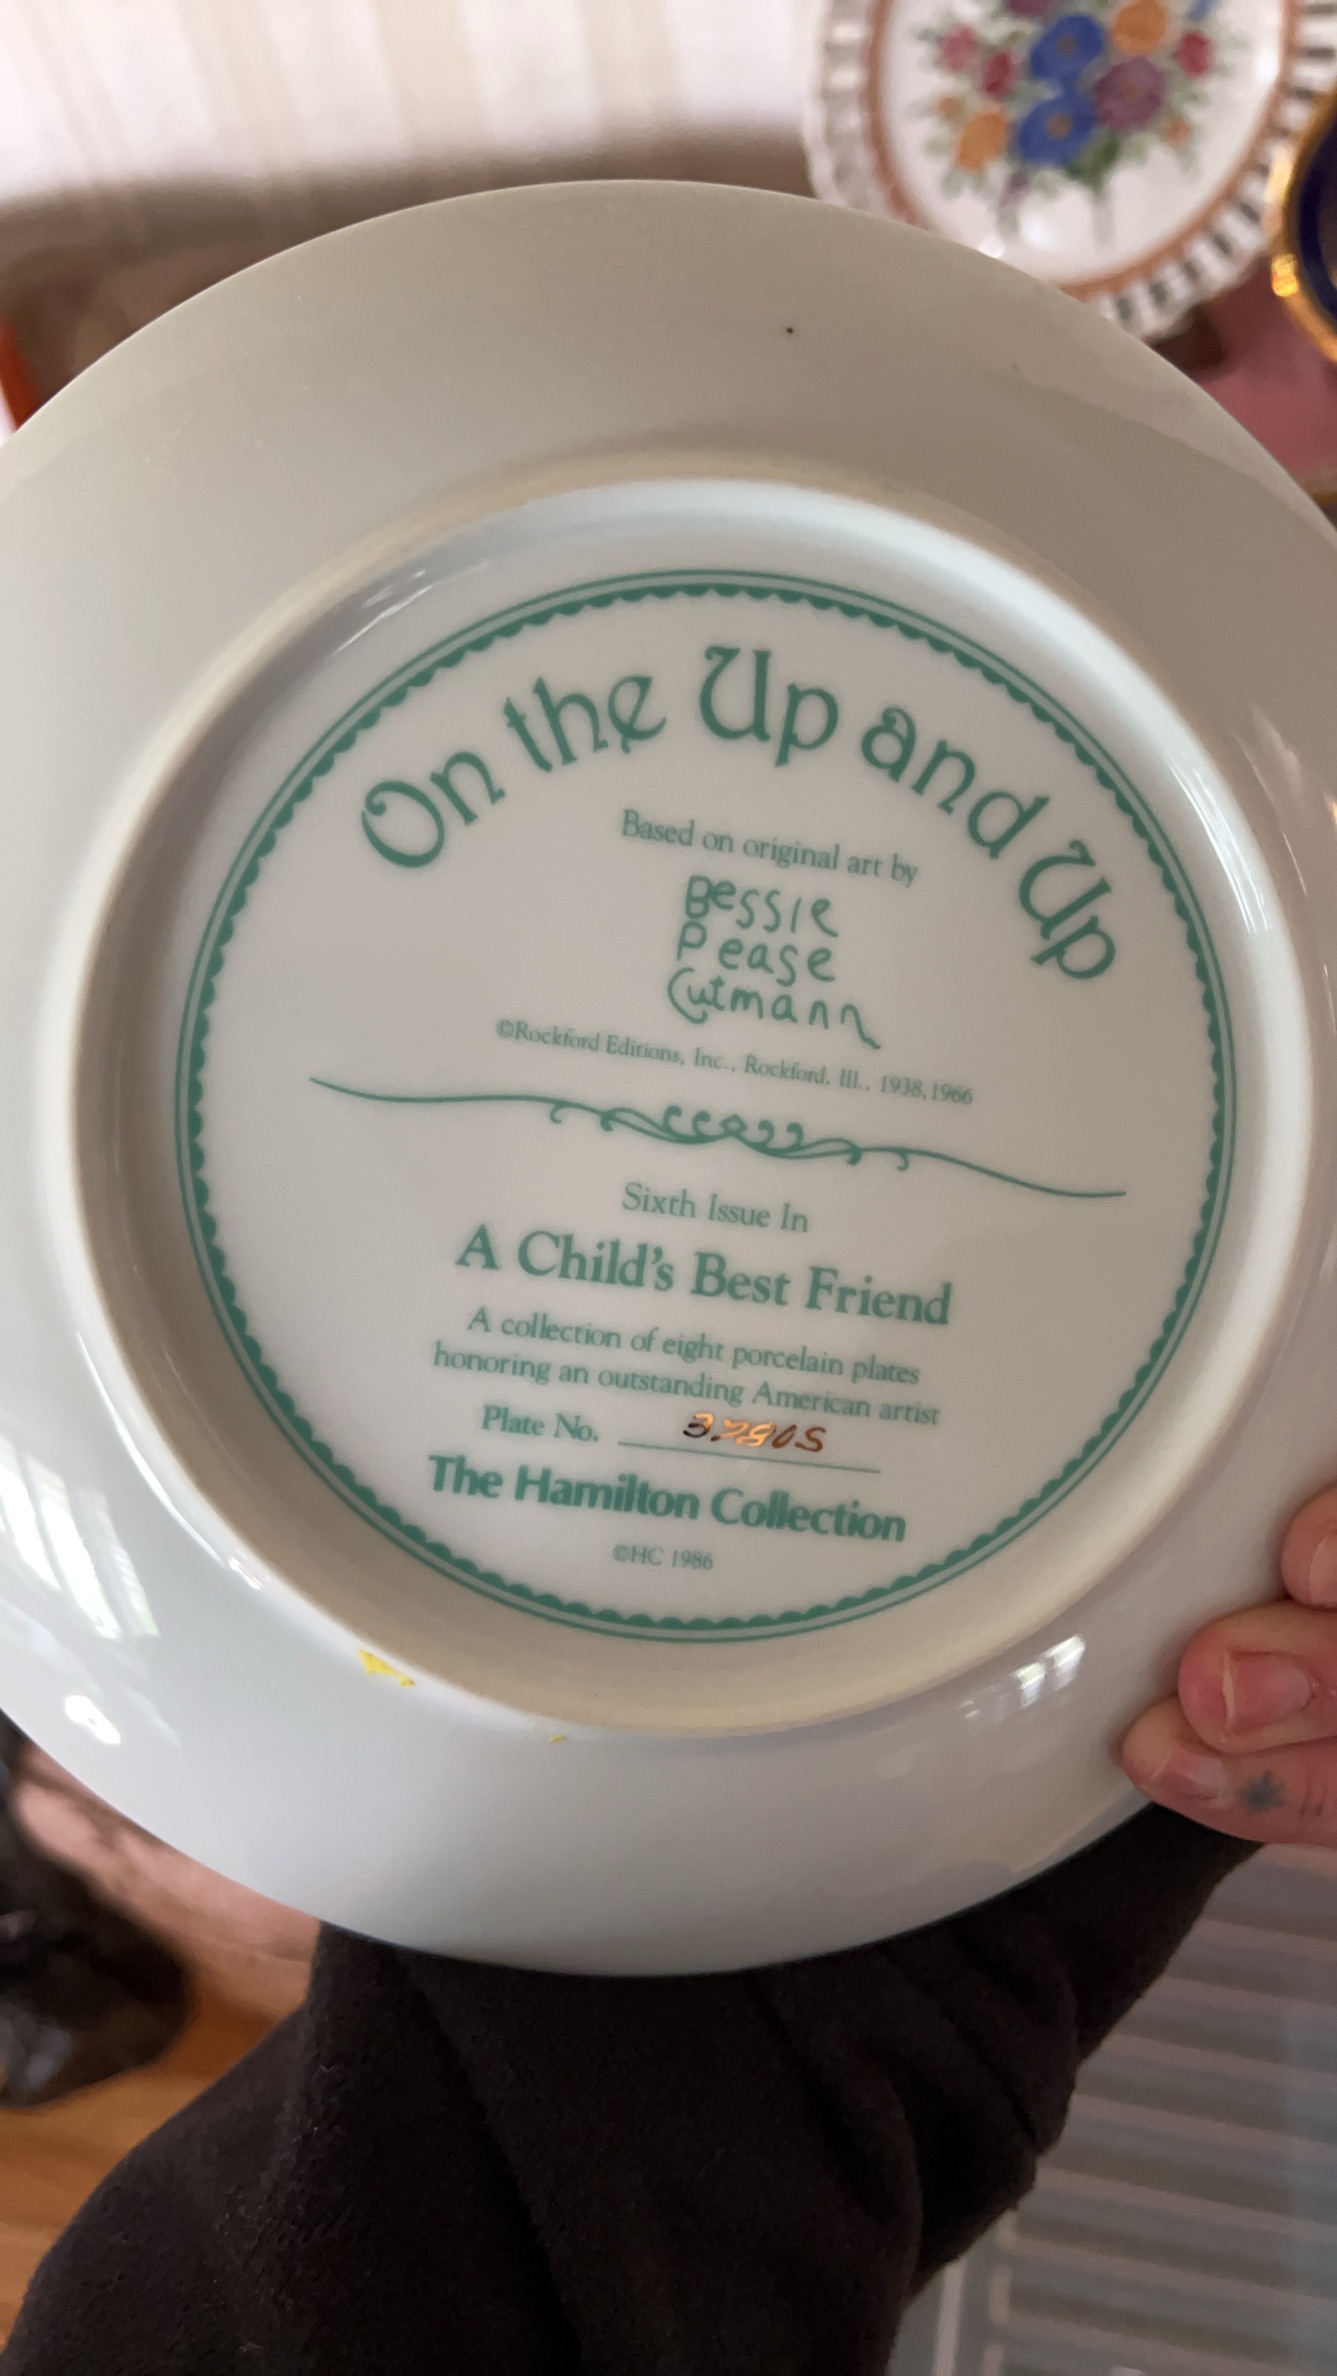 On the Up and Up
Based on original art by
Bessie
Pease
Gutmann
©Rockford Editions, Inc., Rockford, Ill., 1938, 1966
Sixth Issue In
A Child's Best Friend
A collection of eight porcelain plates
honoring an outstanding American artist
Plate No. 3290S
The Hamilton Collection
©HC 1986